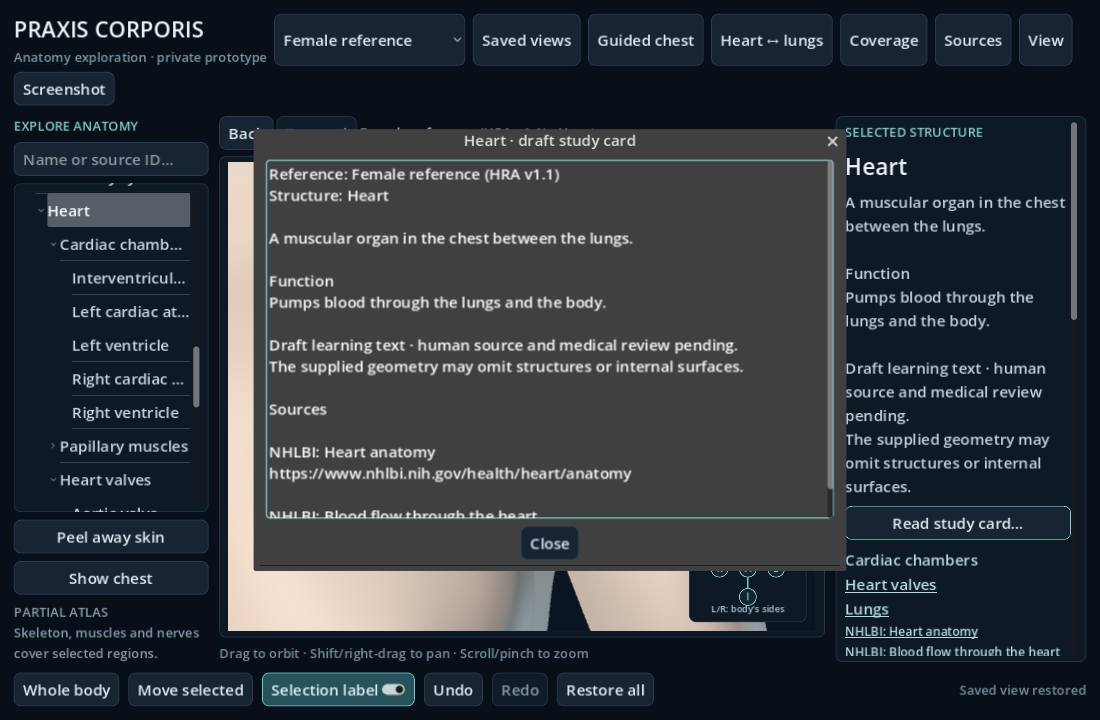 PRAXIS CORPORIS
Anatomy exploration · private prototype
Female reference
Saved views
Guided chest
Heart ↔ lungs
Coverage
Sources
View
Screenshot
EXPLORE ANATOMY
Name or source ID...
Heart
Cardiac chamb...
Interventricul...
Left cardiac at...
Left ventricle
Right cardiac ...
Right ventricle
Papillary muscles
Heart valves
Peel away skin
Show chest
PARTIAL ATLAS
Skeleton, muscles and nerves
cover selected regions.
Heart · draft study card
Reference: Female reference (HRA v1.1)
Structure: Heart
A muscular organ in the chest between the lungs.
Function
Pumps blood through the lungs and the body.
Draft learning text · human source and medical review pending.
The supplied geometry may omit structures or internal surfaces.
Sources
NHLBI: Heart anatomy
https://www.nhlbi.nih.gov/health/heart/anatomy
NHLBI: Blood flow through the heart
Close
I
L/R: body's sides
Drag to orbit · Shift/right-drag to pan · Scroll/pinch to zoom
SELECTED STRUCTURE
Heart
A muscular organ in the chest
between the lungs.
Function
Pumps blood through the
lungs and the body.
Draft learning text · human
source and medical review
pending.
The supplied geometry may
omit structures or internal
surfaces.
Read study card...
Cardiac chambers
Heart valves
Lungs
NHLBI: Heart anatomy
NHLBI: Blood flow through the heart
Whole body
Move selected
Selection label
Undo
Redo
Restore all
Saved view restored